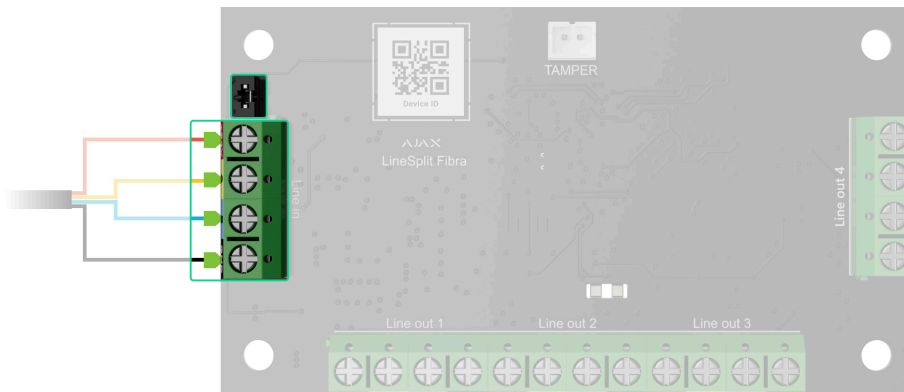 TAMPER
Device ID
AJAX
LineSplit Fibra
Line in
Line out 4
Line out 1
Line out 2
Line out 3